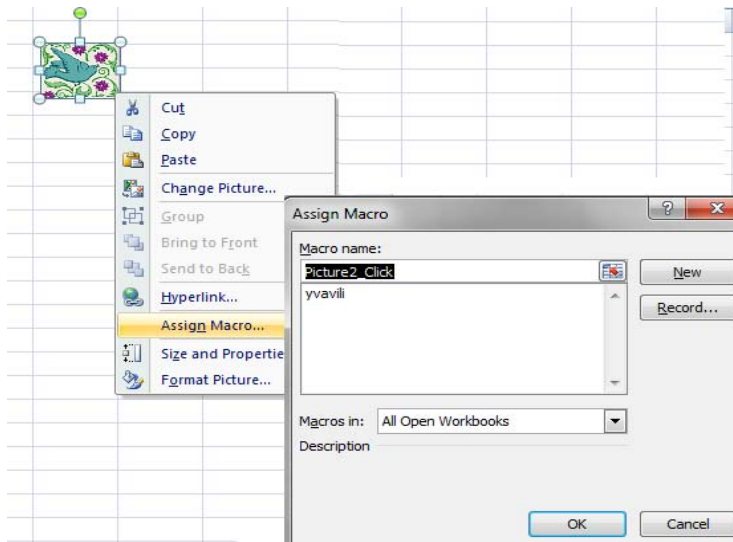 Cut
Copy
Paste
Change Picture...
Group
Bring to Front
Send to Back
Hyperlink...
Assign Macro...
Size and Propertie
Format Picture...
Assign Macro
?
X
Macro name:
Picture2_Click
yvavili
New
Record...
Macros in: All Open Workbooks
Description
OK
Cancel